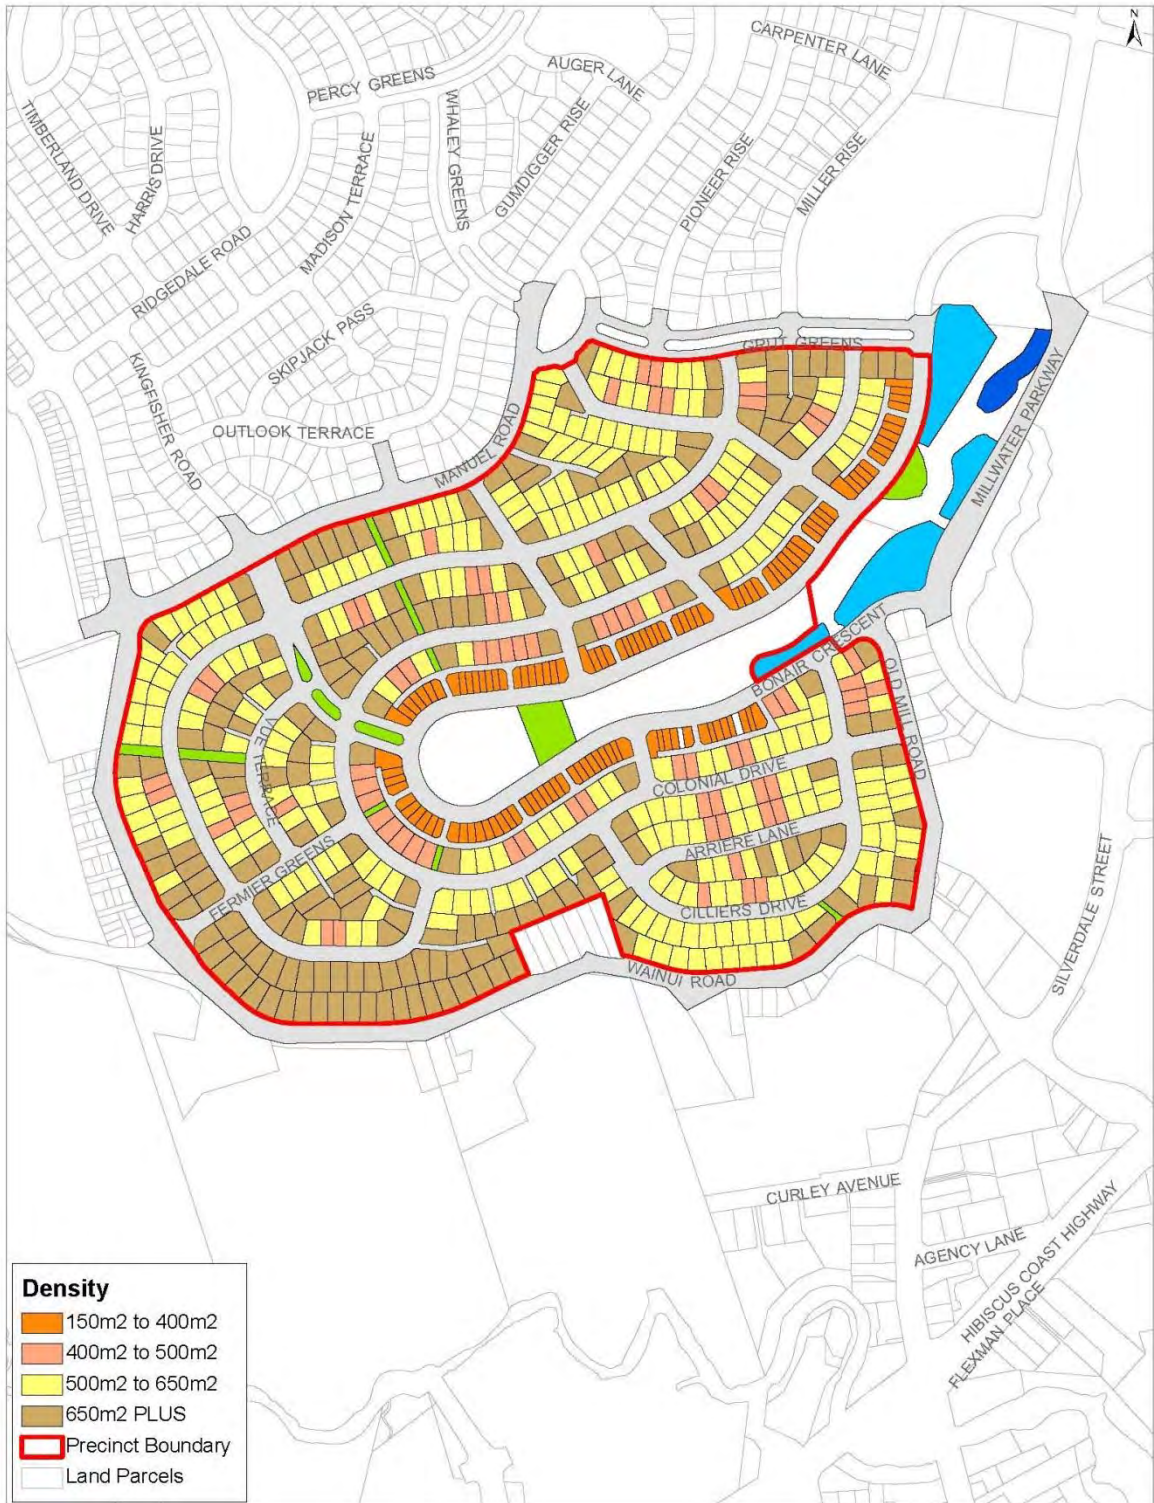 N
CARPENTER LANE
AUGER LANE
PERCY GREENS
WHALEY GREENS
GUMDIGGER RISE
TIMBERLAND DRIVE
HARRIS DRIVE
MADISON TERRACE
PIONEER RISE
MILLER RISE
RIDGEDALE ROAD
SKIPJACK PASS
GRUT GREENS
KINGFISHER ROAD
OUTLOOK TERRACE
MANUEL ROAD
MILLWATER PARKWAY
BONAIR CRESCENT
OLD MILL ROAD
VUE TERRACE
COLONIAL DRIVE
ARRIERE LANE
FERMIER GREENS
CILLIERS DRIVE
SILVERDALE STREET
WAINUI ROAD
CURLEY AVENUE
AGENCY LANE
HIBISCUS COAST HIGHWAY
FLEXMAN PLACE
Density
150m2 to 400m2
400m2 to 500m2
500m2 to 650m2
650m2 PLUS
Precinct Boundary
Land Parcels